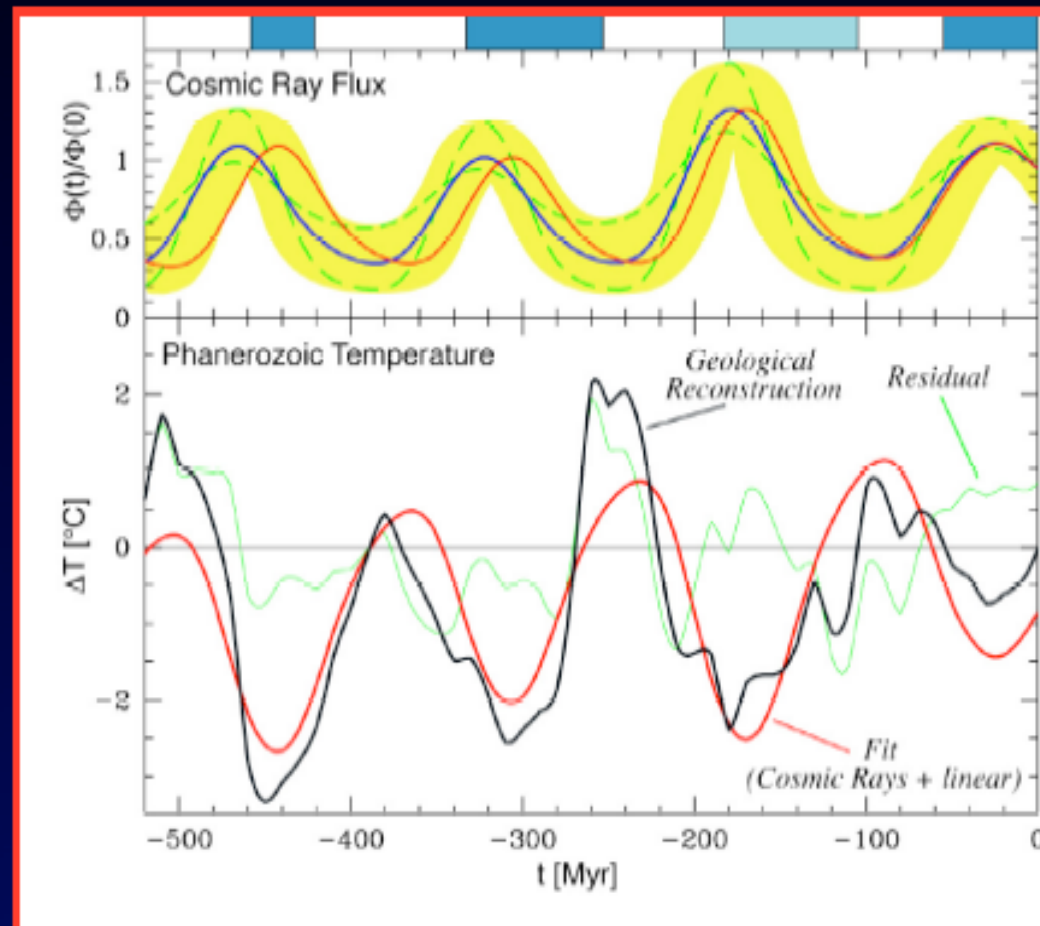 Cosmic Ray Flux
1.5
1
0.5
0
Φ(t)/Φ(0)
Phanerozoic Temperature
Geological
Reconstruction
Residual
2
0
−2
ΔT [°C]
Fit
(Cosmic Rays + linear)
−500 −400 −300 −200 −100 0
t [Myr]